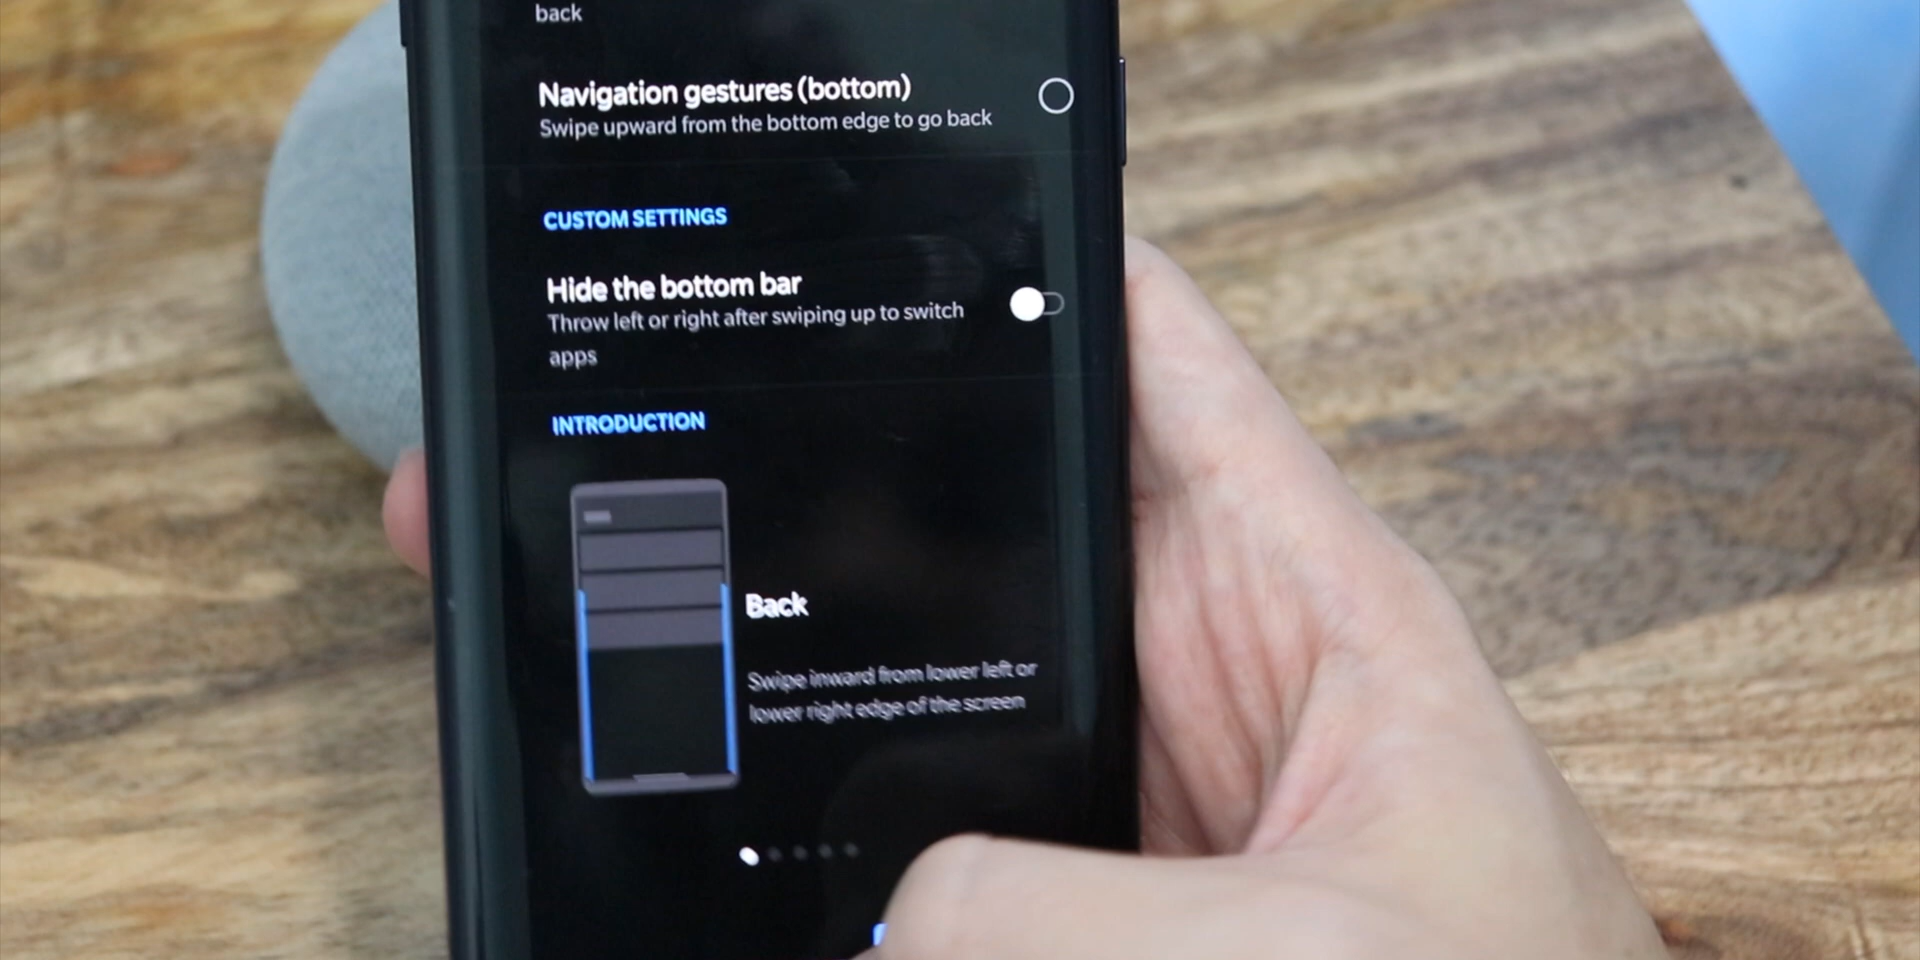 back
Navigation gestures (bottom)
Swipe upward from the bottom edge to go back
CUSTOM SETTINGS
Hide the bottom bar
Throw left or right after swiping up to switch
apps
INTRODUCTION
Back
Swipe inward from lower left or
lower right edge of the screen